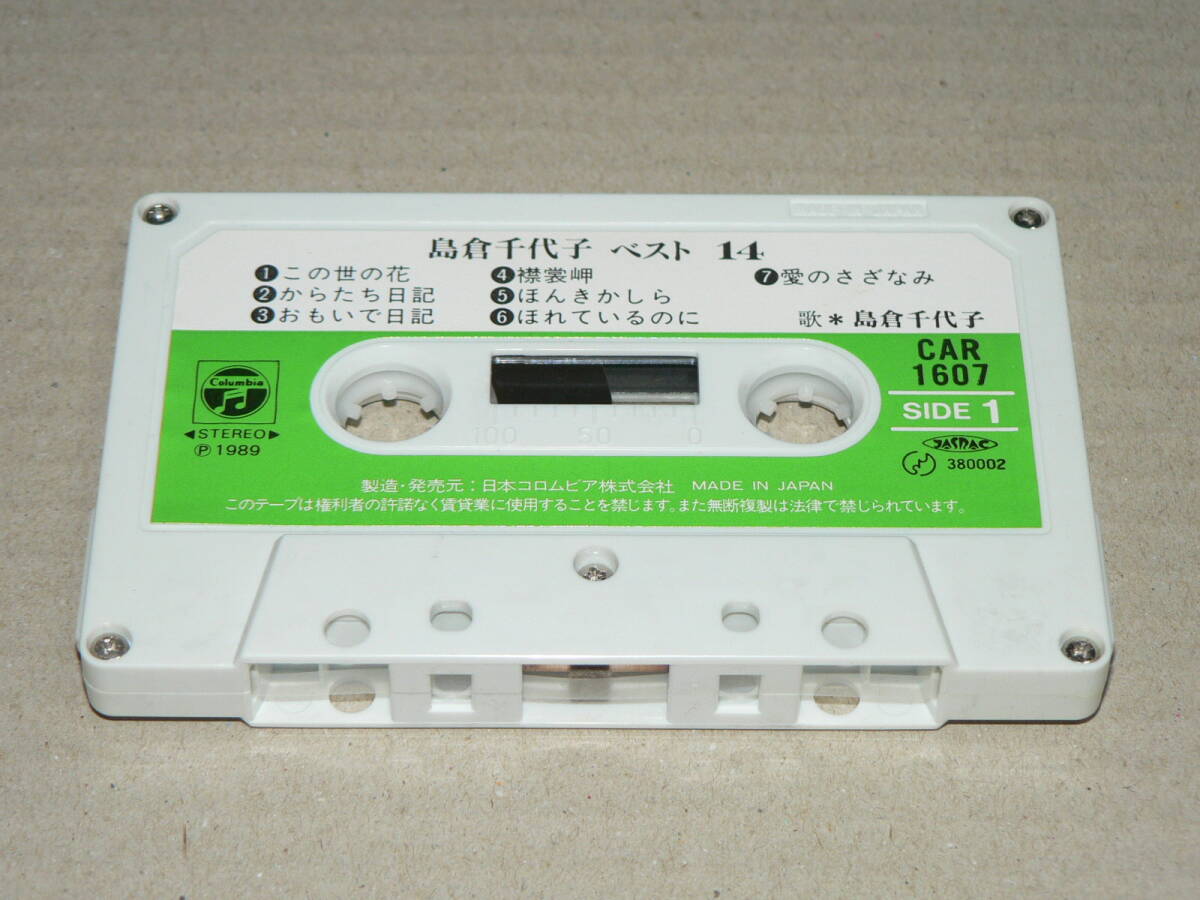 島倉千代子 ベスト 14
❶この世の花
❷からたち日記
❸おもいで日記
❹襟裳岬
❺ほんきかしら
❻ほれているのに
❼愛のさざなみ
歌＊島倉千代子
Columbia
◀STEREO▶
Ⓟ1989
CAR
1607
SIDE 1
JASRAC
380002
100 50 0
製造・発売元：日本コロムビア株式会社 MADE IN JAPAN
このテープは権利者の許諾なく賃貸業に使用することを禁じます。また無断複製は法律で禁じられています。